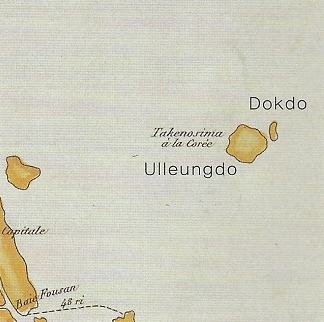 Dokdo
Takenosima
à la Corée
Ulleungdo
Capitale
Baie Fousan
48 ri